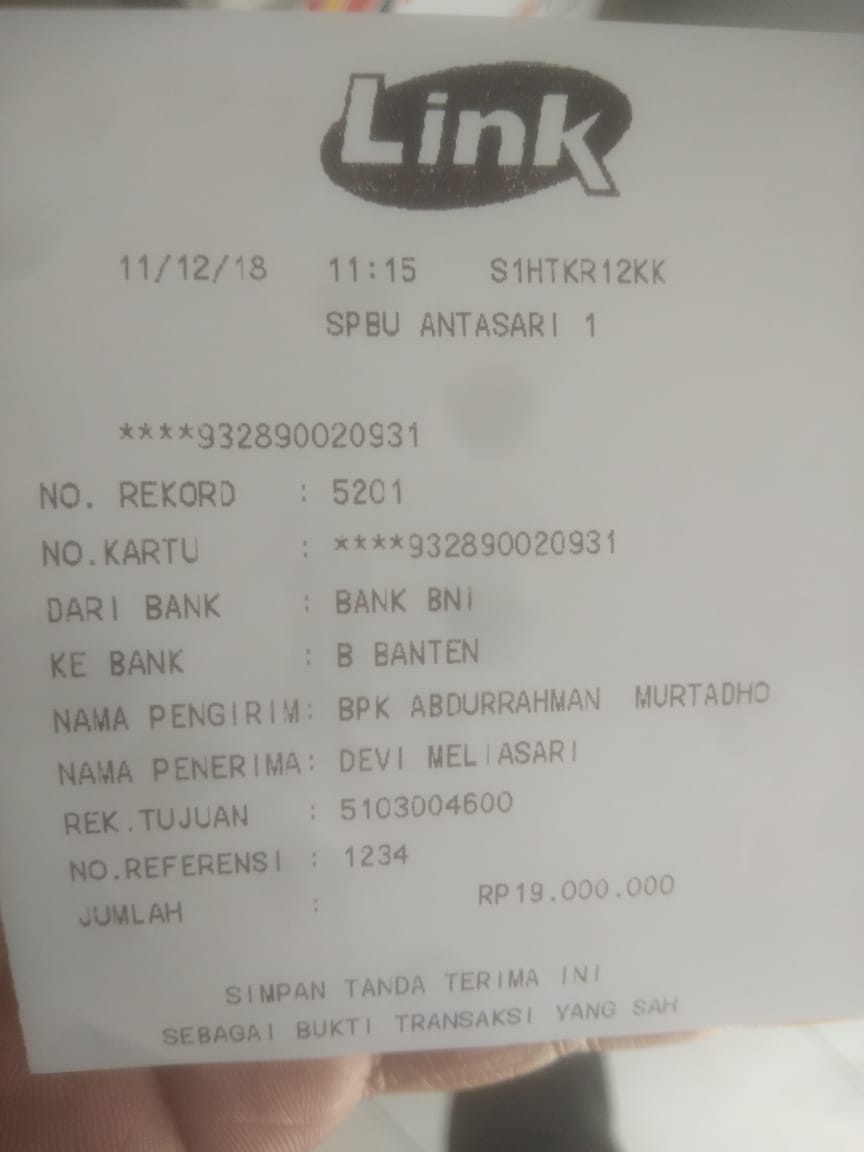 Link
11/12/18 11:15 S1HTKR12KK
SPBU ANTASARI 1
****932890020931
NO. REKORD : 5201
NO.KARTU : ****932890020931
DARI BANK : BANK BNI
KE BANK : B BANTEN
NAMA PENGIRIM: BPK ABDURRAHMAN MURTADHO
NAMA PENERIMA: DEVI MELIASARI
REK.TUJUAN : 5103004600
NO.REFERENSI : 1234
JUMLAH : RP19.000.000
SIMPAN TANDA TERIMA INI
SEBAGAI BUKTI TRANSAKSI YANG SAH